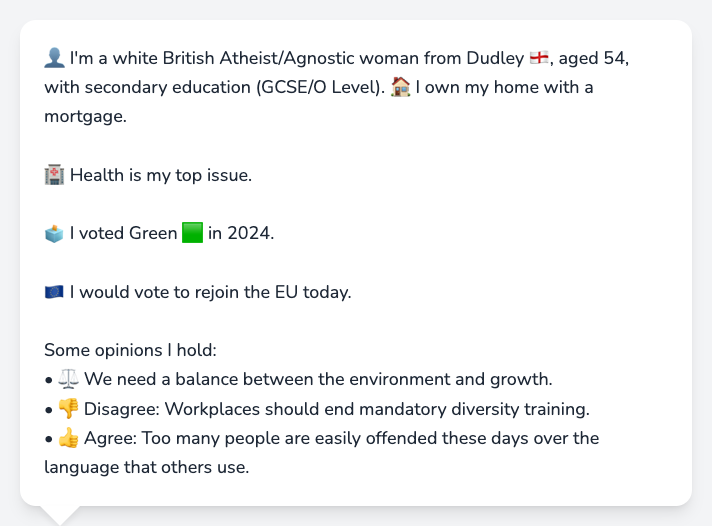 👤 I'm a white British Atheist/Agnostic woman from Dudley 🏴󠁧󠁢󠁥󠁮󠁧󠁿, aged 54,
with secondary education (GCSE/O Level). 🏠 I own my home with a
mortgage.
🏥 Health is my top issue.
🗳️ I voted Green 🟩 in 2024.
🇪🇺 I would vote to rejoin the EU today.
Some opinions I hold:
• ⚖️ We need a balance between the environment and growth.
• 👎 Disagree: Workplaces should end mandatory diversity training.
• 👍 Agree: Too many people are easily offended these days over the
language that others use.